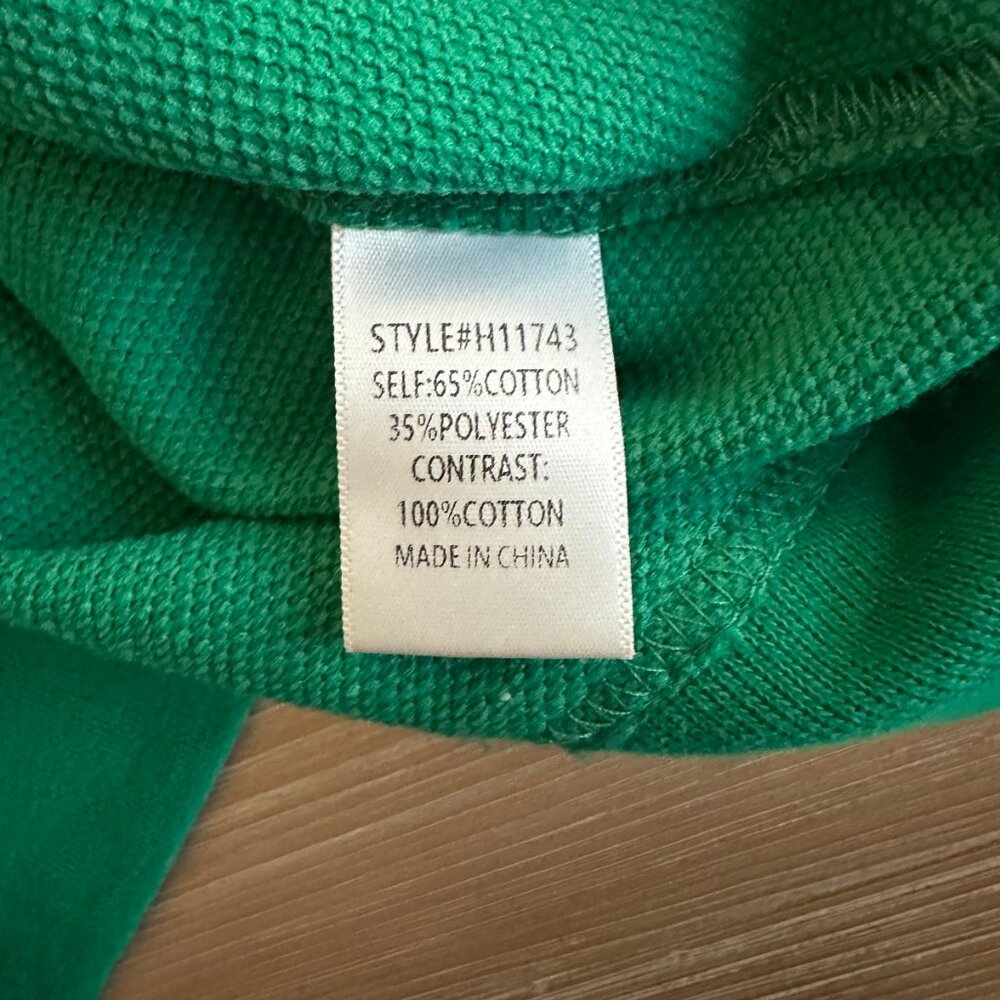 STYLE#H11743
SELF:65%COTTON
35%POLYESTER
CONTRAST:
100%COTTON
MADE IN CHINA